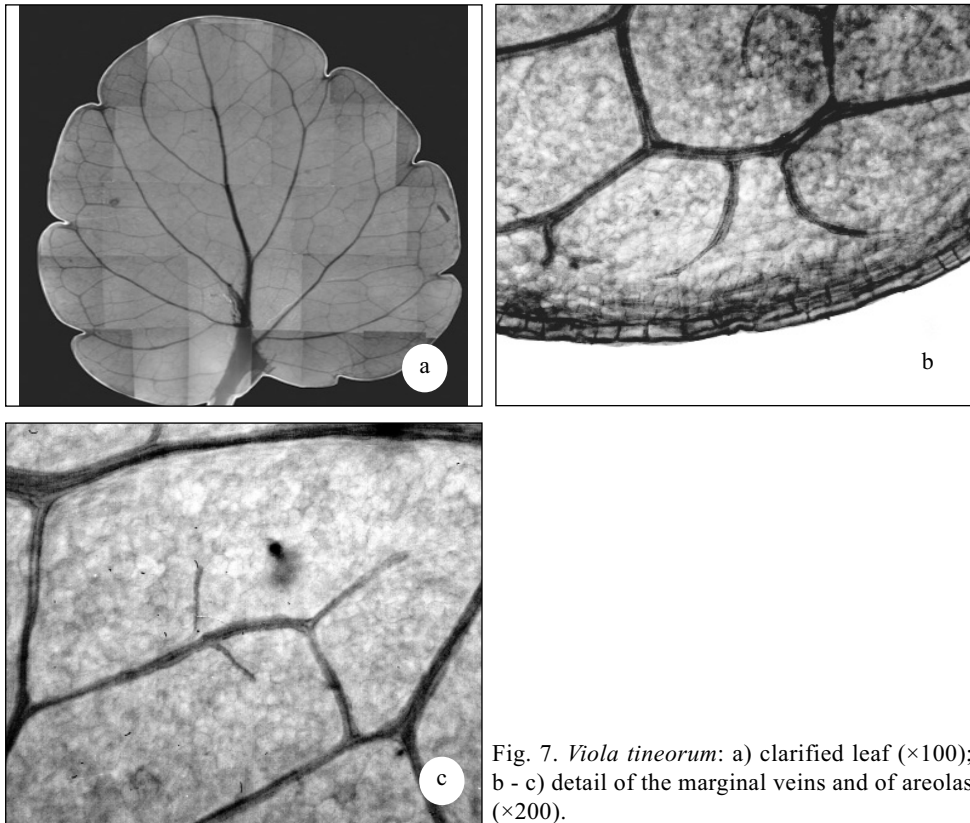 a
b
c
Fig. 7. Viola tineorum: a) clarified leaf (×100);
b - c) detail of the marginal veins and of areolas
(×200).